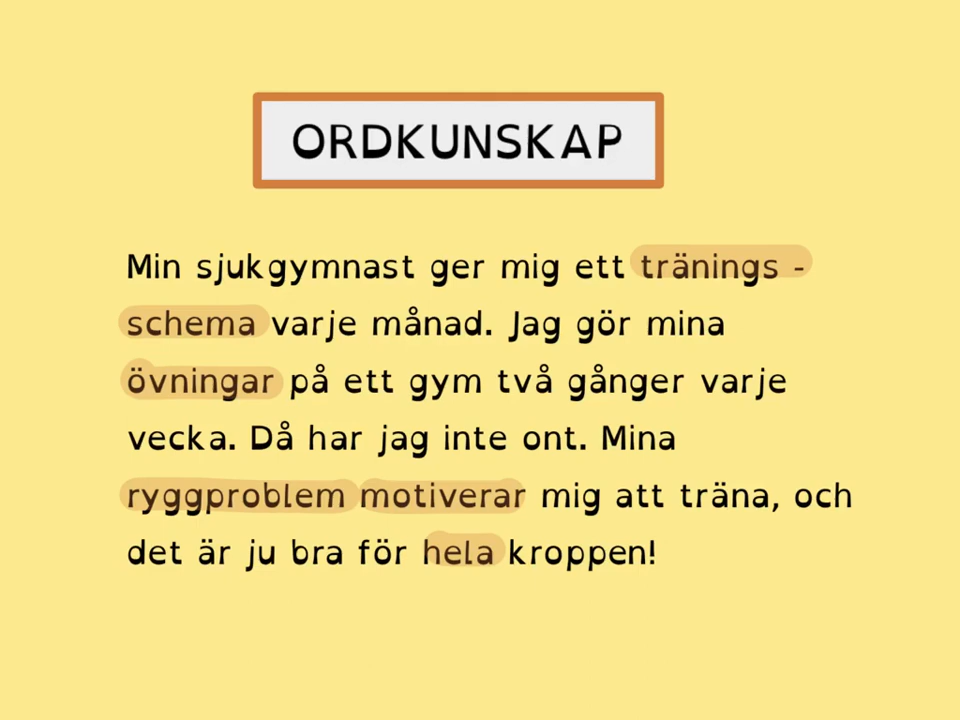 ORDKUNSKAP
Min sjukgymnast ger mig ett tränings -
schema varje månad. Jag gör mina
övningar på ett gym två gånger varje
vecka. Då har jag inte ont. Mina
ryggproblem motiverar mig att träna, och
det är ju bra för hela kroppen!